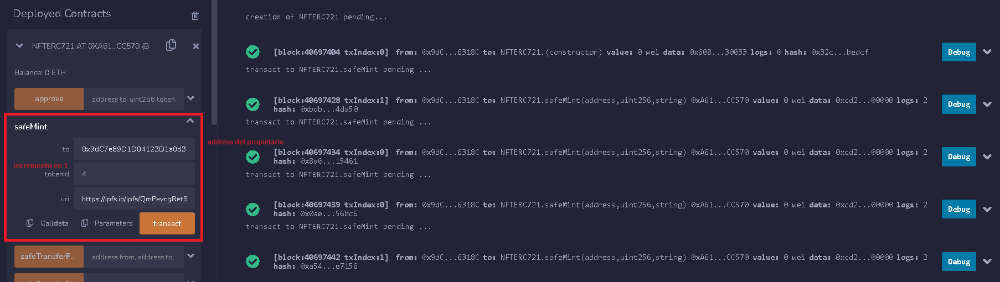 Deployed Contracts
NFTERC721 AT 0XA61...CC570 (B
Balance: 0 ETH
approve address to, uint256 token
safeMint
to: 0x9dC7e69D1D04123D1a0d3
address del propietario
incremento en 1
tokenId: 4
uri: https://ipfs.io/ipfs/QmPeycgRet9
Calldata Parameters transact
safeTransferF... address from, address to,
creation of NFTERC721 pending...
[block:40697404 txIndex:0] from: 0x9dC...6318C to: NFTERC721.(constructor) value: 0 wei data: 0x608...30033 logs: 0 hash: 0x32c...bedcf
Debug
transact to NFTERC721.safeMint pending ...
[block:40697428 txIndex:1] from: 0x9dC...6318C to: NFTERC721.safeMint(address,uint256,string) 0xA61...CC570 value: 0 wei data: 0xcd2...00000 logs: 2
hash: 0xbdb...4da50
Debug
transact to NFTERC721.safeMint pending ...
[block:40697434 txIndex:0] from: 0x9dC...6318C to: NFTERC721.safeMint(address,uint256,string) 0xA61...CC570 value: 0 wei data: 0xcd2...00000 logs: 2
hash: 0x8a0...15461
Debug
transact to NFTERC721.safeMint pending ...
[block:40697439 txIndex:0] from: 0x9dC...6318C to: NFTERC721.safeMint(address,uint256,string) 0xA61...CC570 value: 0 wei data: 0xcd2...00000 logs: 2
hash: 0x0ae...568c6
Debug
transact to NFTERC721.safeMint pending ...
[block:40697442 txIndex:1] from: 0x9dC...6318C to: NFTERC721.safeMint(address,uint256,string) 0xA61...CC570 value: 0 wei data: 0xcd2...00000 logs: 2
hash: 0xa54...e7156
Debug